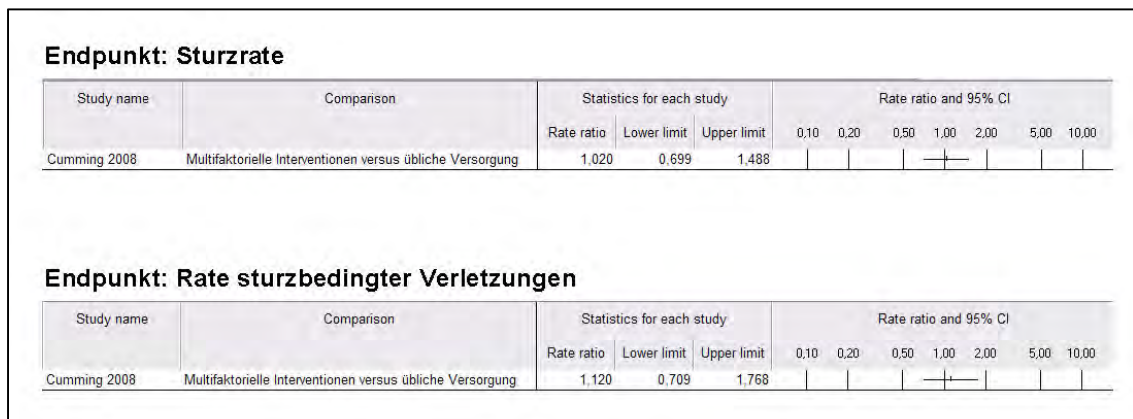 Endpunkt: Sturzrate
Study name Comparison Statistics for each study Rate ratio and 95% CI
Rate ratio Lower limit Upper limit 0,10 0,20 0,50 1,00 2,00 5,00 10,00
Cumming 2008 Multifaktorielle Interventionen versus übliche Versorgung 1,020 0,699 1,488
Endpunkt: Rate sturzbedingter Verletzungen
Study name Comparison Statistics for each study Rate ratio and 95% CI
Rate ratio Lower limit Upper limit 0,10 0,20 0,50 1,00 2,00 5,00 10,00
Cumming 2008 Multifaktorielle Interventionen versus übliche Versorgung 1,120 0,709 1,768